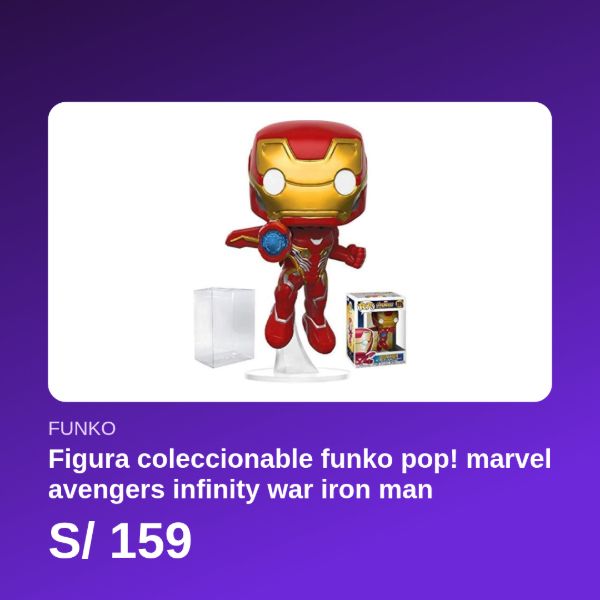 FUNKO
Figura coleccionable funko pop! marvel
avengers infinity war iron man
S/ 159